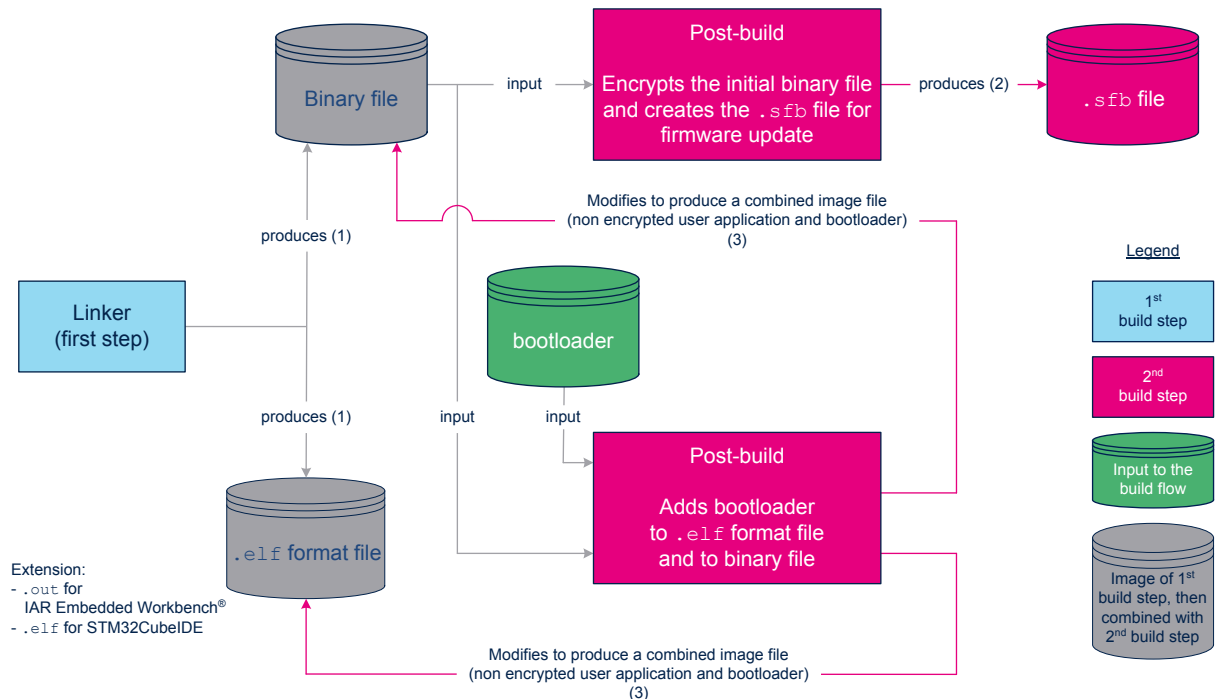 Binary file
input
Post-build
Encrypts the initial binary file
and creates the .sfb file for
firmware update
produces (2)
.sfb file
Modifies to produce a combined image file
(non encrypted user application and bootloader)
(3)
produces (1)
Linker
(first step)
bootloader
produces (1)
input
input
Post-build
Adds bootloader
to .elf format file
and to binary file
.elf format file
Extension:
- .out for
IAR Embedded Workbench®
- .elf for STM32CubeIDE
Modifies to produce a combined image file
(non encrypted user application and bootloader)
(3)
Legend
1st
build step
2nd
build step
Input to the
build flow
Image of 1st
build step, then
combined with
2nd build step